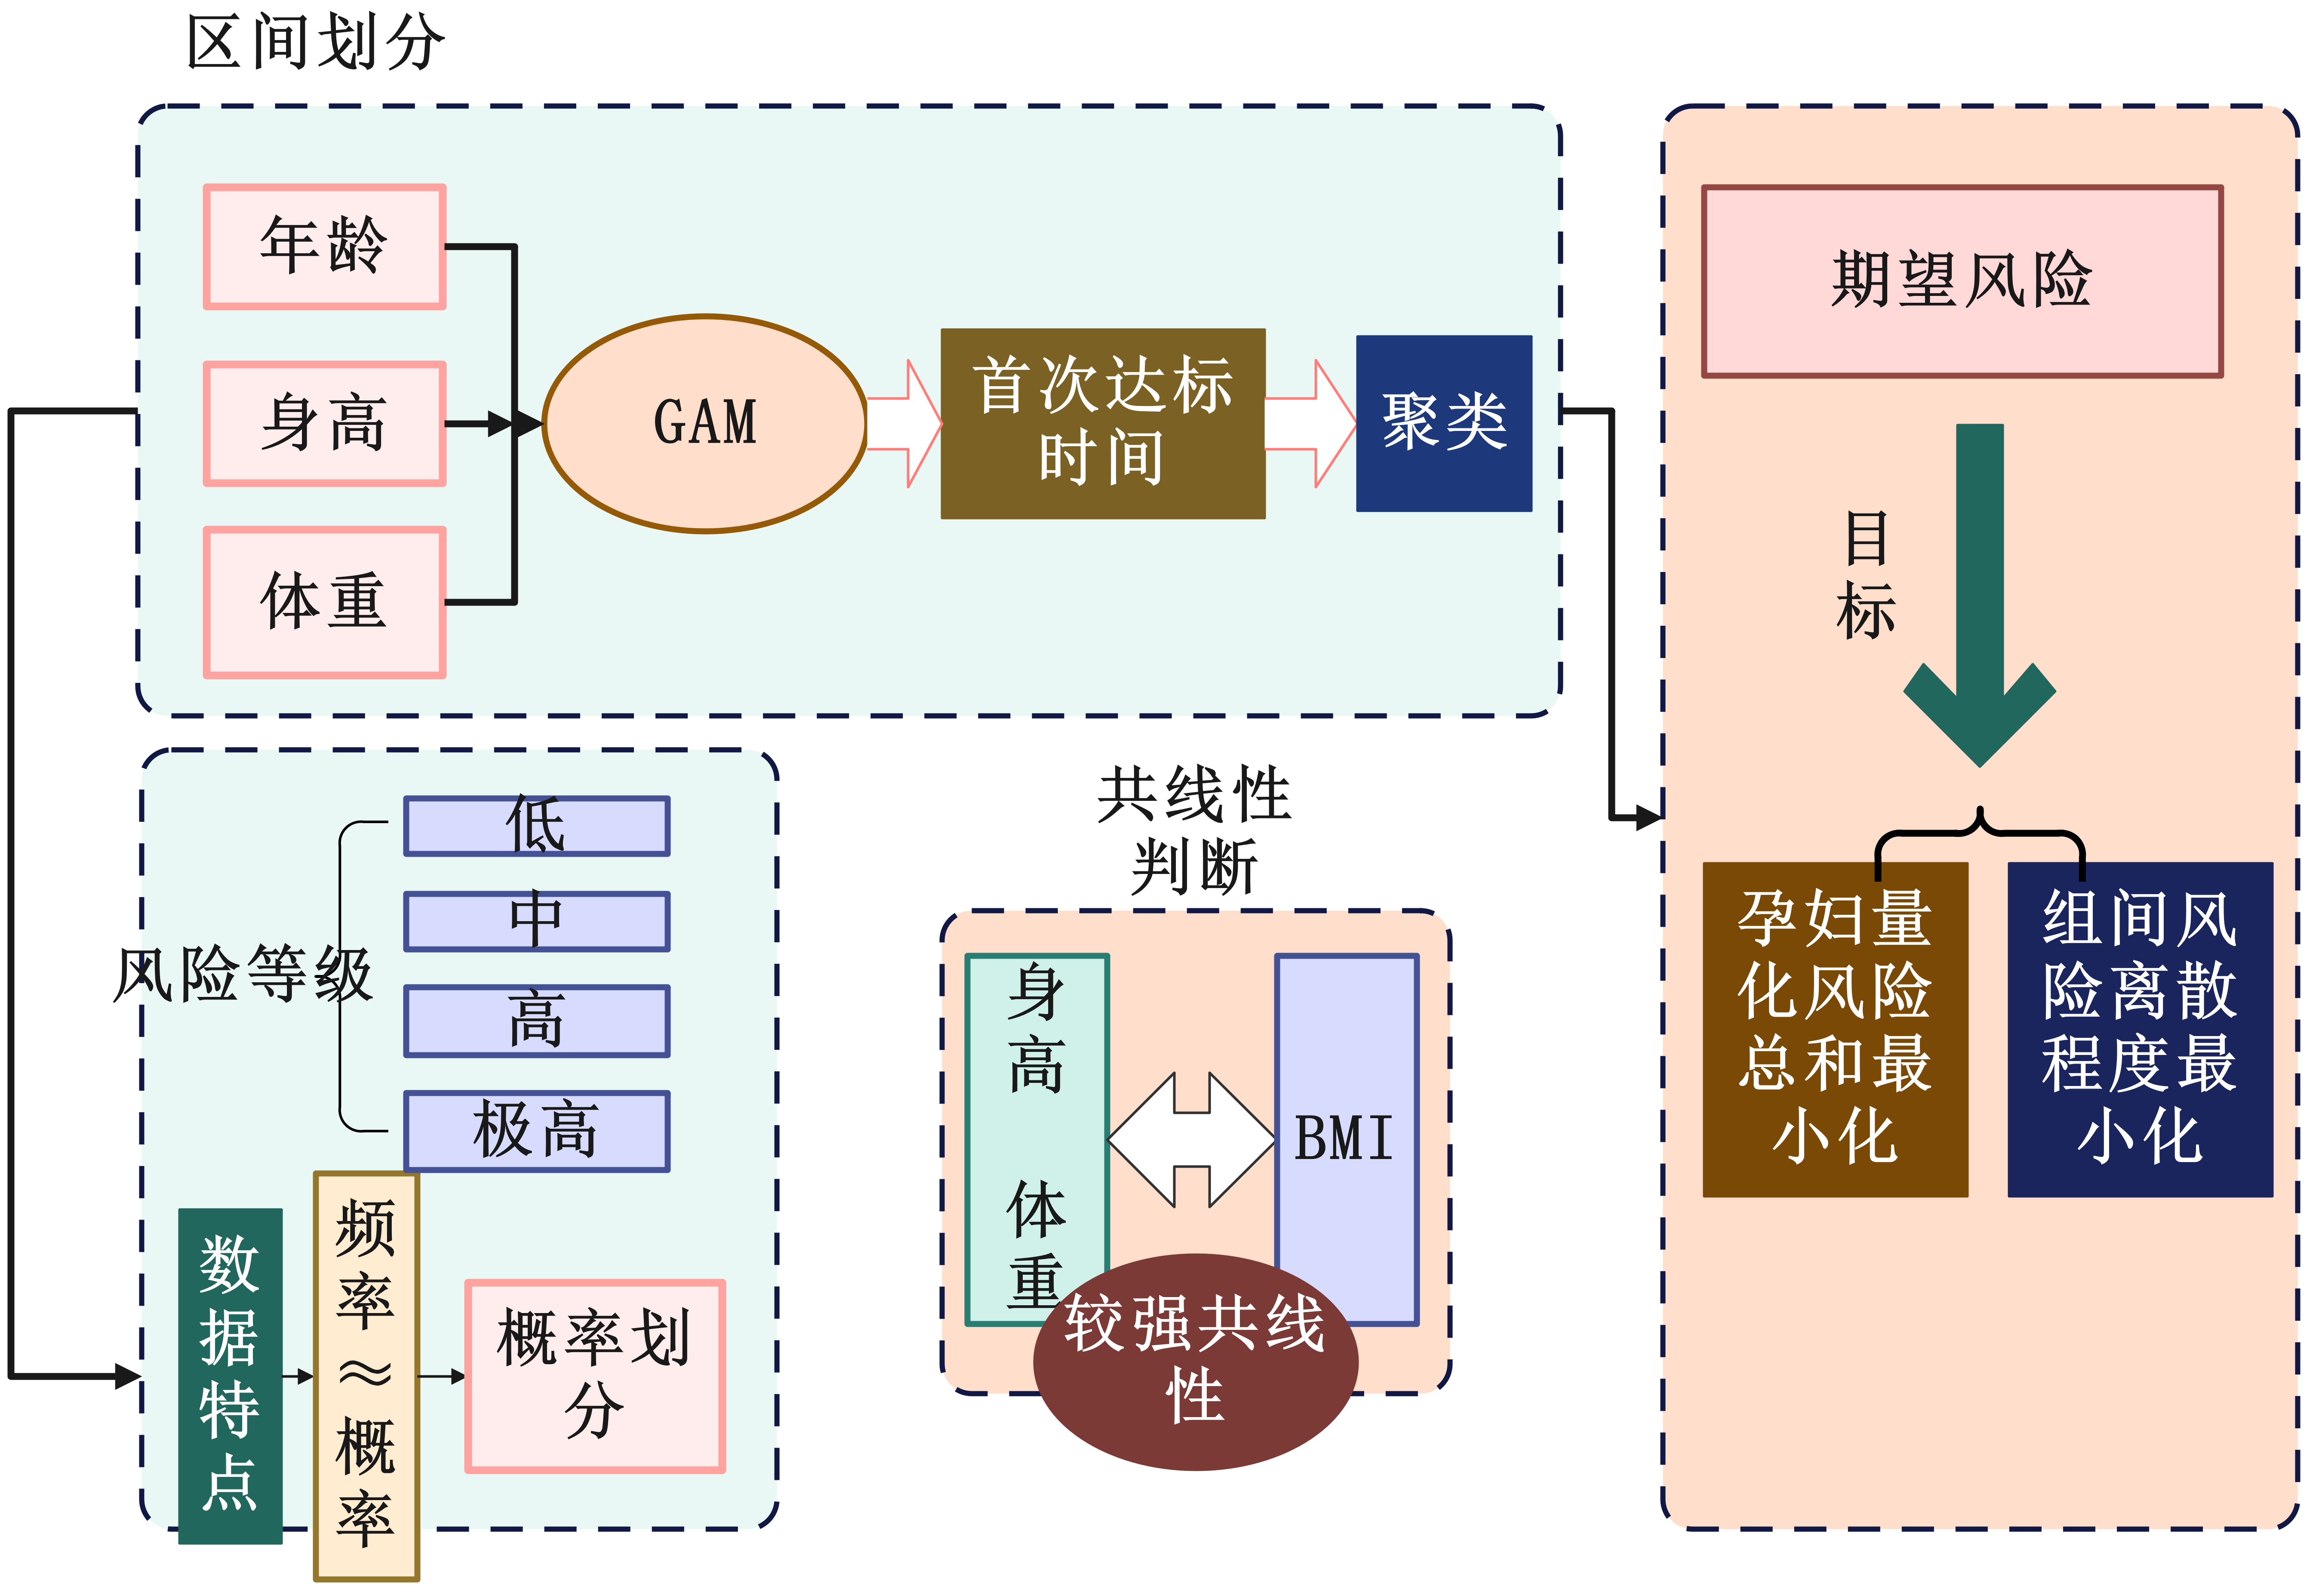 区间划分
年龄
身高
体重
GAM
首次达标
时间
聚类
期望风险
目
标
孕妇量
化风险
总和最
小化
组间风
险离散
程度最
小化
风险等级
低
中
高
极高
数
据
特
点
频
率
≈
概
率
概率划
分
共线性
判断
身
高
体
重
BMI
较强共线
性